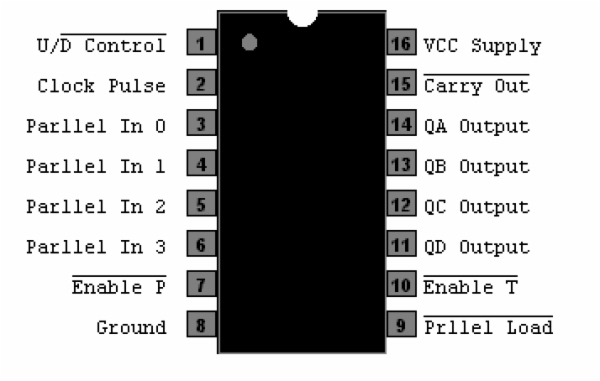 U/D Control 1 16 VCC Supply
Clock Pulse 2 15 Carry Out
Parllel In 0 3 14 QA Output
Parllel In 1 4 13 QB Output
Parllel In 2 5 12 QC Output
Parllel In 3 6 11 QD Output
Enable P 7 10 Enable T
Ground 8 9 Prllel Load